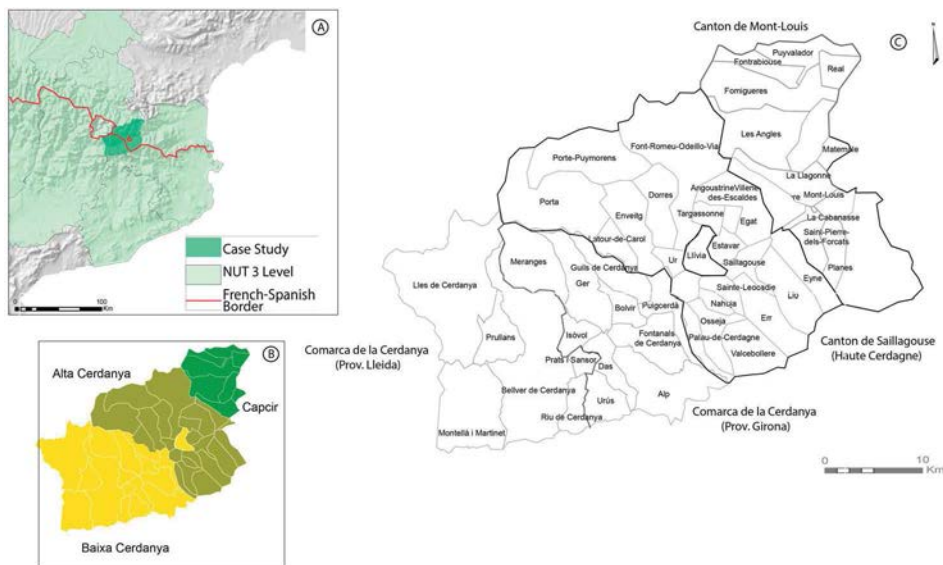 A
Case Study
NUT 3 Level
French-Spanish
Border
0
100
Km
B
Alta Cerdanya
Capcir
Baixa Cerdanya
C
Canton de Mont-Louis
Puyvalador
Fontrabiouse
Real
Formigueres
Les Angles
Matemale
Font-Romeu-Odeillo-Via
Porte-Puymorens
La Llagonne
Angoustrine Villeneuve
des-Escaldes
Mont-Louis
Porta
Dorres
Enveitg
Targassonne
Egat
La Cabanasse
Saint-Pierre-
dels-Forcats
Latour-de-Carol
Estavar
Planes
Ur
Llívia
Saillagouse
Meranges
Guils de Cerdanya
Eyne
Lles de Cerdanya
Ger
Sainte-Leocadie
Bolvir
Puigcerdà
Nahuja
Llu
Err
Osseja
Prullans
Isòvol
Fontanals
de Cerdanya
Palau-de-Cerdagne
Canton de Saillagouse
(Haute Cerdagne)
Comarca de la Cerdanya
(Prov. Lleida)
Prats i Sansor
Das
Valcebollere
Bellver de Cerdanya
Alp
Urús
Riu de Cerdanya
Comarca de la Cerdanya
(Prov. Girona)
Montellà i Martinet
0
10
Km